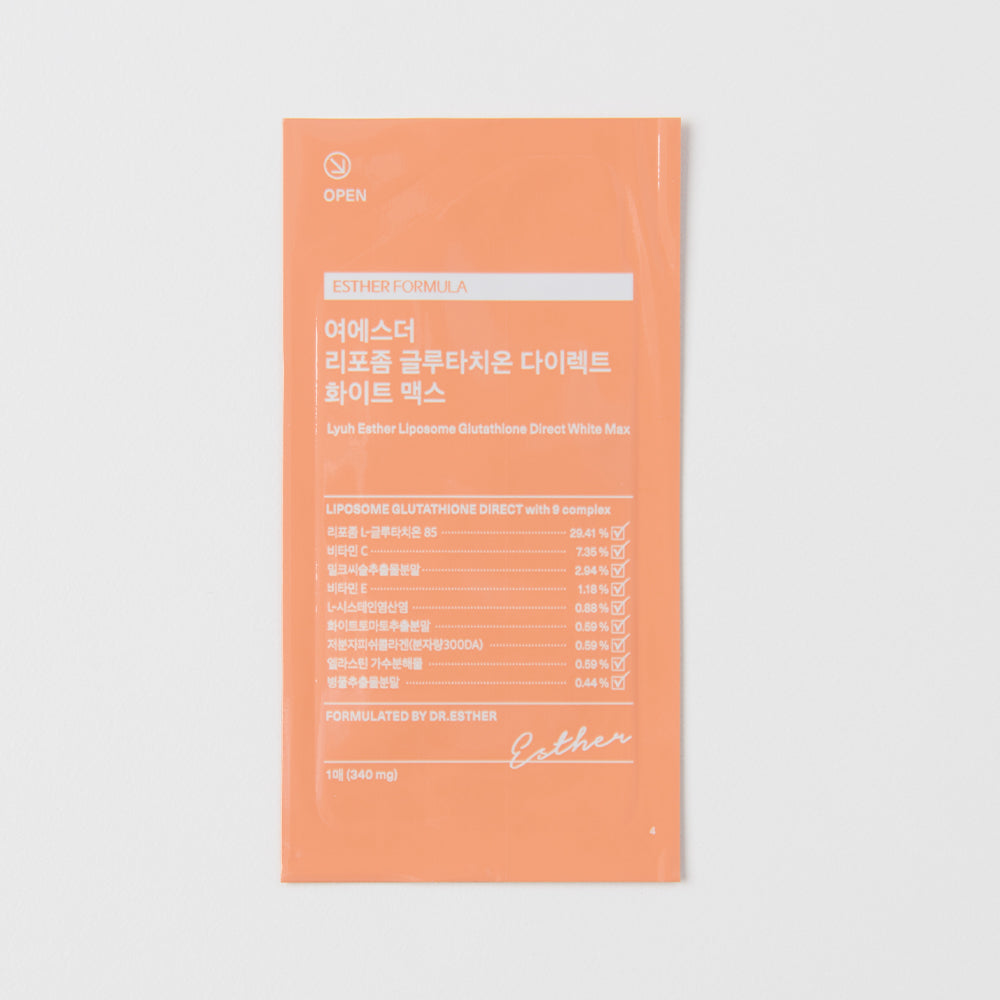 OPEN
ESTHER FORMULA
여에스더
리포좀 글루타치온 다이렉트
화이트 맥스
Lyuh Esther Liposome Glutathione Direct White Max
LIPOSOME GLUTATHIONE DIRECT with 9 complex
리포좀 L-글루타치온 85 29.41 %
비타민 C 7.35 %
밀크씨슬추출물분말 2.94 %
비타민 E 1.18 %
L-시스테인염산염 0.88 %
화이트토마토추출분말 0.59 %
저분자피쉬콜라겐(분자량300DA) 0.59 %
엘라스틴 가수분해물 0.59 %
병풀추출물분말 0.44 %
FORMULATED BY DR.ESTHER
Esther
1매 (340 mg)
4